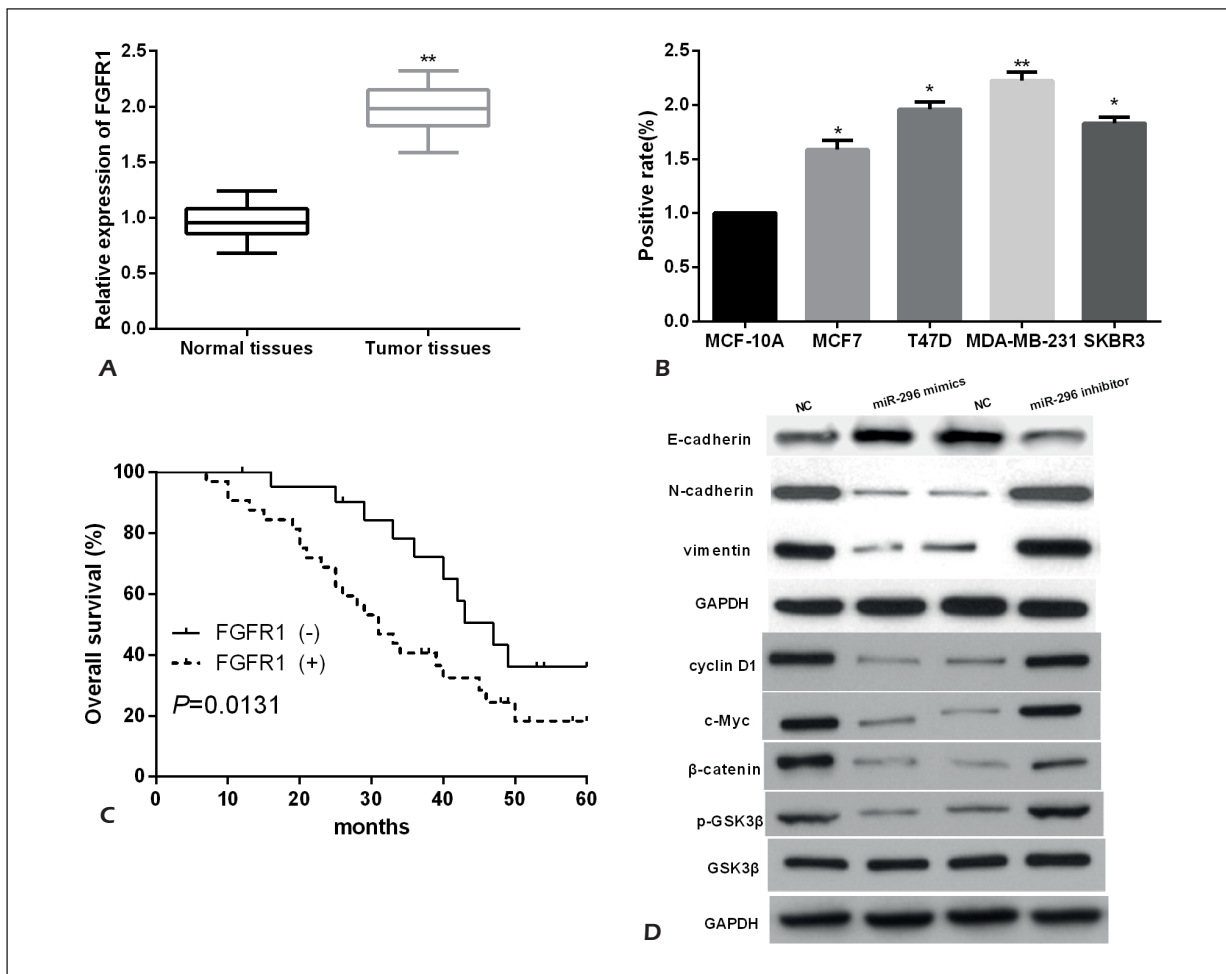 Relative expression of FGFR1
2.5
2.0
1.5
1.0
0.5
0.0
**
Normal tissues
Tumor tissues
A
Positive rate(%)
2.5
2.0
1.5
1.0
0.5
0.0
*
*
**
*
MCF-10A
MCF7
T47D
MDA-MB-231
SKBR3
B
Overall survival (%)
100
80
60
40
20
0
FGFR1 (-)
FGFR1 (+)
P=0.0131
0
10
20
30
40
50
60
months
C
NC
miR-296 mimics
NC
miR-296 inhibitor
E-cadherin
N-cadherin
vimentin
GAPDH
cyclin D1
c-Myc
β-catenin
p-GSK3β
GSK3β
GAPDH
D